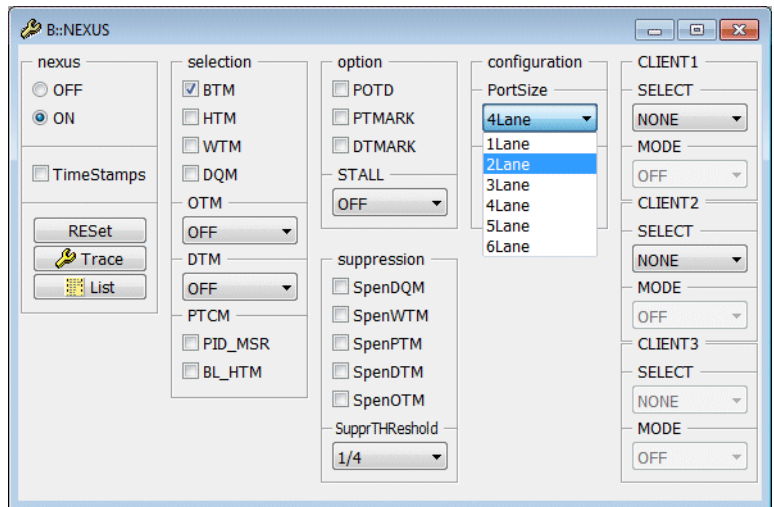 B::NEXUS
nexus
OFF
ON
TimeStamps
RESet
Trace
List
selection
BTM
HTM
WTM
DQM
OTM
OFF
DTM
OFF
PTCM
PID_MSR
BL_HTM
option
POTD
PTMARK
DTMARK
STALL
OFF
suppression
SpenDQM
SpenWTM
SpenPTM
SpenDTM
SpenOTM
SupprTHReshold
1/4
configuration
PortSize
4Lane
1Lane
2Lane
3Lane
4Lane
5Lane
6Lane
CLIENT1
SELECT
NONE
MODE
OFF
CLIENT2
SELECT
NONE
MODE
OFF
CLIENT3
SELECT
NONE
MODE
OFF